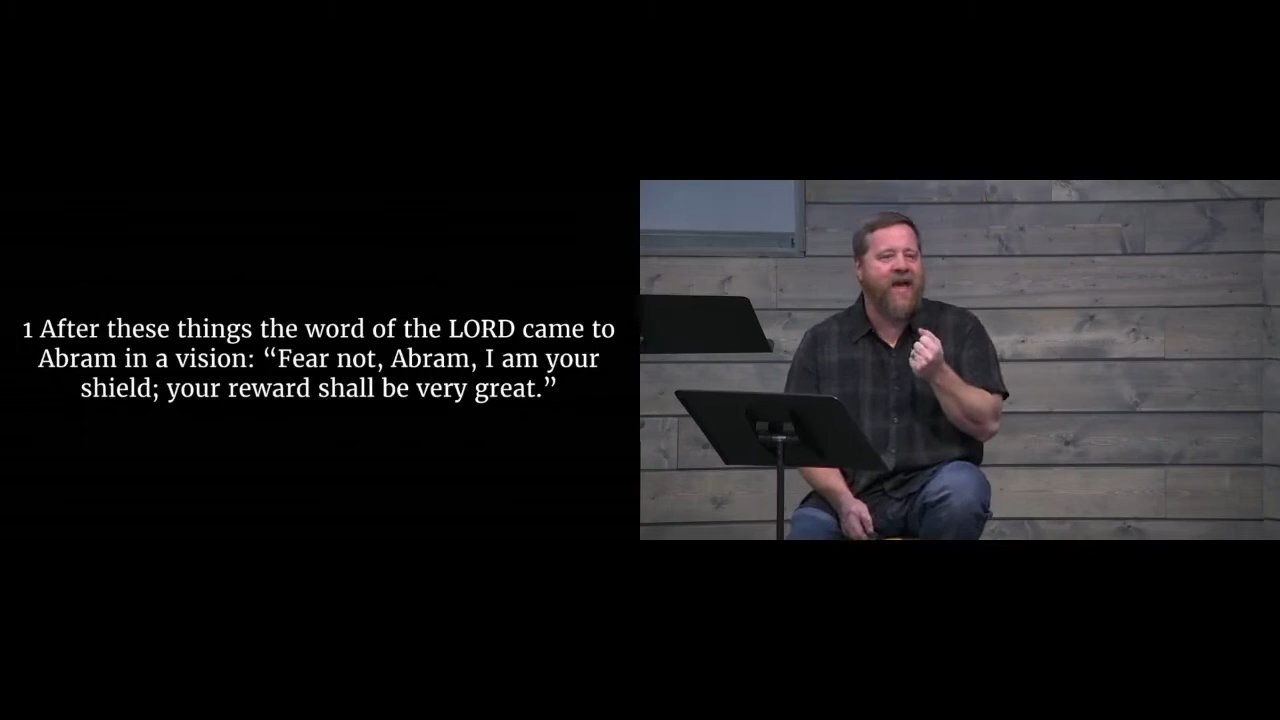 1 After these things the word of the LORD came to
Abram in a vision: “Fear not, Abram, I am your
shield; your reward shall be very great.”